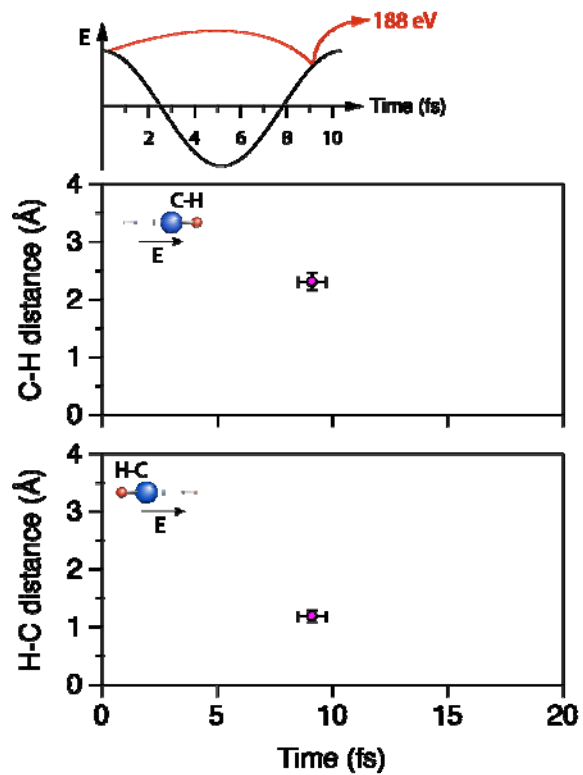 188 eV
E
Time (fs)
2 4 6 8 10
4
C-H
3
E
2
1
0
C-H distance (Å)
4
H-C
3
E
2
1
0
H-C distance (Å)
0 5 10 15 20
Time (fs)